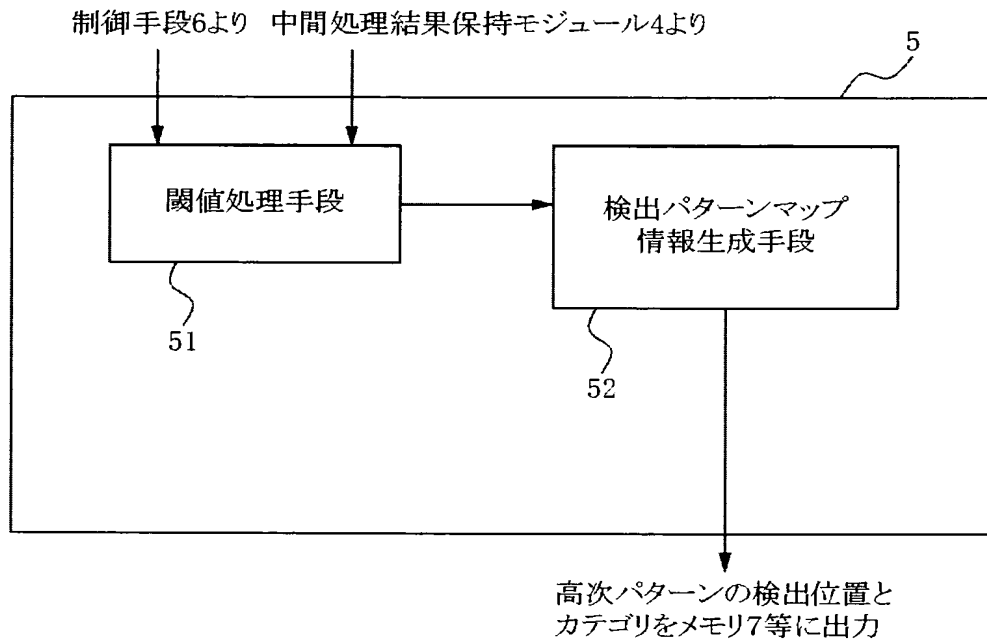 制御手段6より 中間処理結果保持モジュール4より
5
閾値処理手段
検出パターンマップ
情報生成手段
51
52
高次パターンの検出位置と
カテゴリをメモリ7等に出力